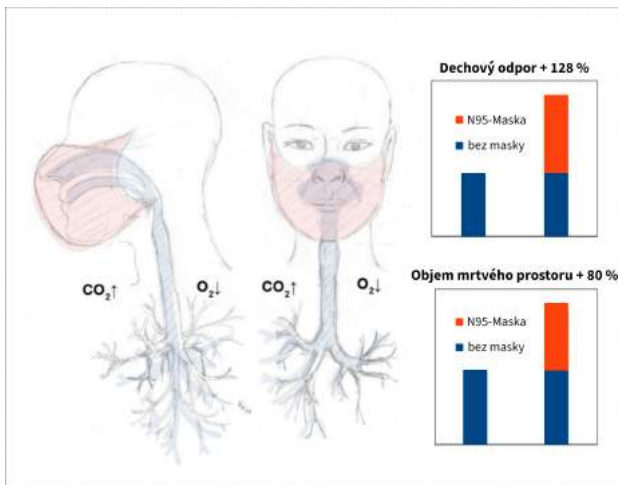 Dechový odpor + 128 %
N95-Maska
bez masky
CO₂↑
O₂↓
CO₂↑
O₂↓
Objem mrtvého prostoru + 80 %
N95-Maska
bez masky